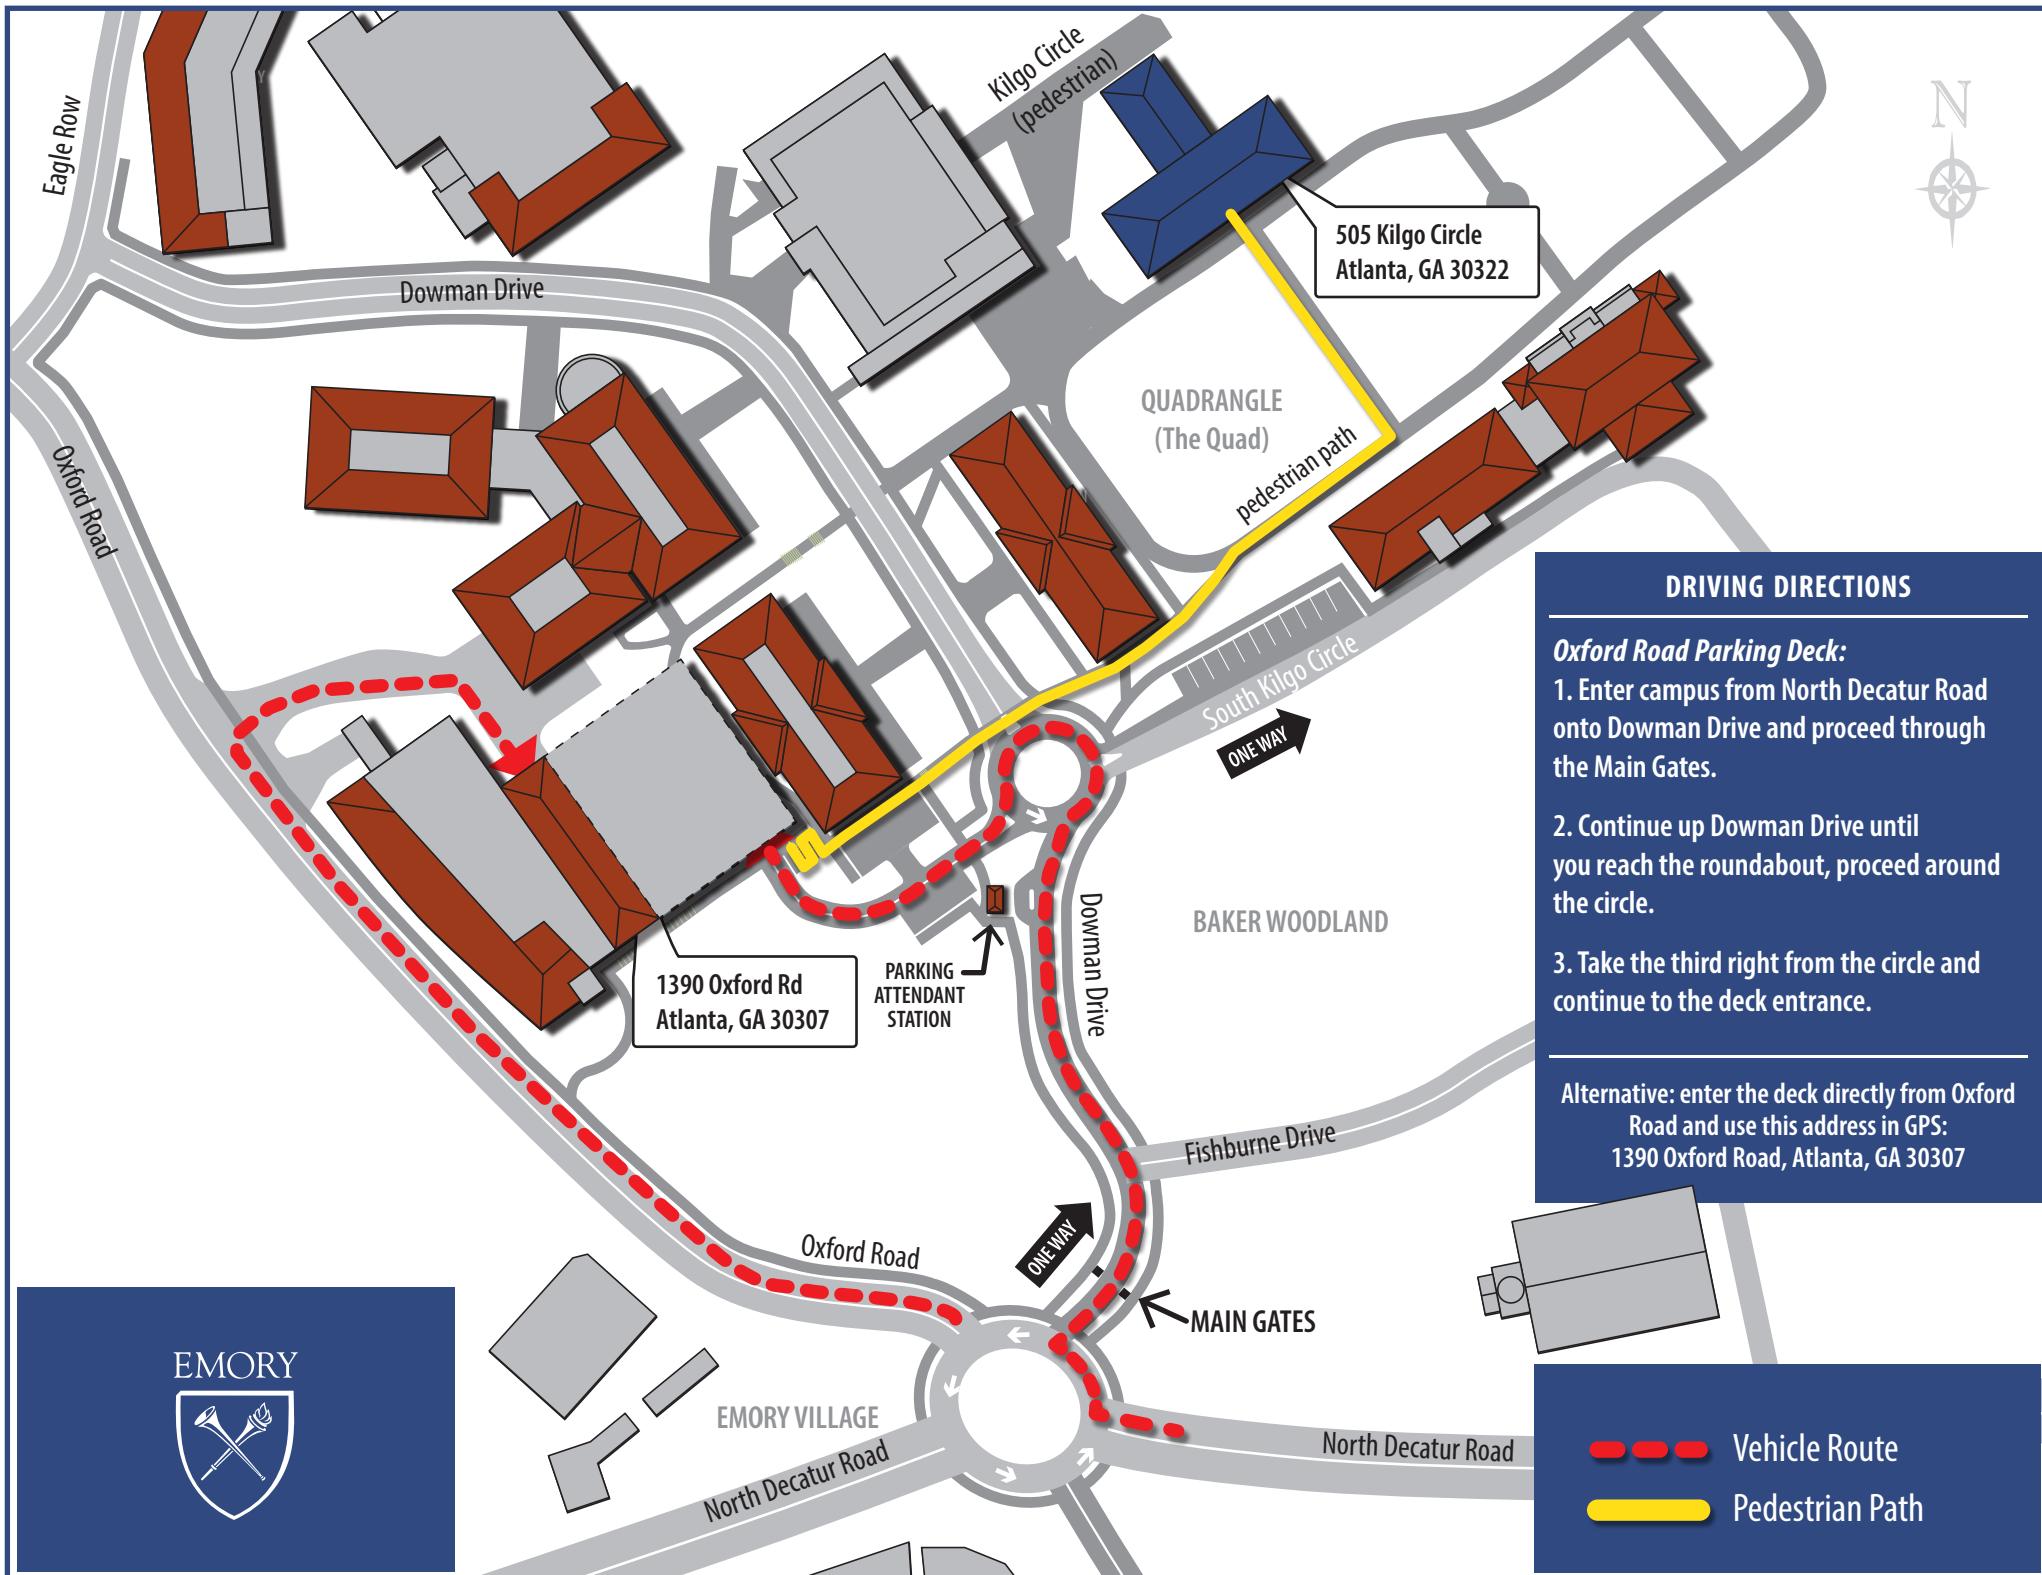 Eagle Row
Kilgo Circle
(pedestrian)
N
505 Kilgo Circle
Atlanta, GA 30322
Dowman Drive
QUADRANGLE
(The Quad)
pedestrian path
Oxford Road
South Kilgo Circle
ONE WAY
DRIVING DIRECTIONS
Oxford Road Parking Deck:
1. Enter campus from North Decatur Road
onto Dowman Drive and proceed through
the Main Gates.
2. Continue up Dowman Drive until
you reach the roundabout, proceed around
the circle.
3. Take the third right from the circle and
continue to the deck entrance.
Alternative: enter the deck directly from Oxford
Road and use this address in GPS:
1390 Oxford Road, Atlanta, GA 30307
BAKER WOODLAND
Dowman Drive
1390 Oxford Rd
Atlanta, GA 30307
PARKING
ATTENDANT
STATION
Fishburne Drive
ONE WAY
Oxford Road
MAIN GATES
EMORY
EMORY VILLAGE
North Decatur Road
North Decatur Road
Vehicle Route
Pedestrian Path